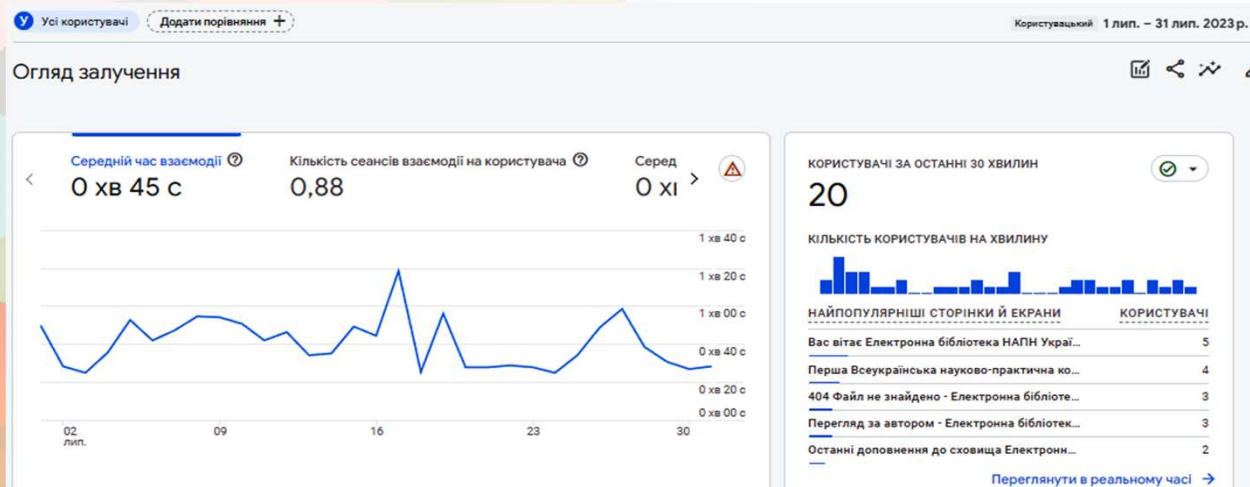 У Усі користувачі Додати порівняння + Користувацький 1 лип. – 31 лип. 2023 р.
Огляд залучення
Середній час взаємодії
0 хв 45 с
Кількість сеансів взаємодії на користувача
0,88
Серед
0 хı
1 хв 40 с
1 хв 20 с
1 хв 00 с
0 хв 40 с
0 хв 20 с
0 хв 00 с
02 09 16 23 30
лип.
КОРИСТУВАЧІ ЗА ОСТАННІ 30 ХВИЛИН
20
КІЛЬКІСТЬ КОРИСТУВАЧІВ НА ХВИЛИНУ
НАЙПОПУЛЯРНІШІ СТОРІНКИ Й ЕКРАНИ КОРИСТУВАЧІ
Вас вітає Електронна бібліотека НАПН Украї... 5
Перша Всеукраїнська науково-практична ко... 4
404 Файл не знайдено - Електронна бібліоте... 3
Перегляд за автором - Електронна бібліотек... 3
Останні доповнення до сховища Електронн... 2
Переглянути в реальному часі →